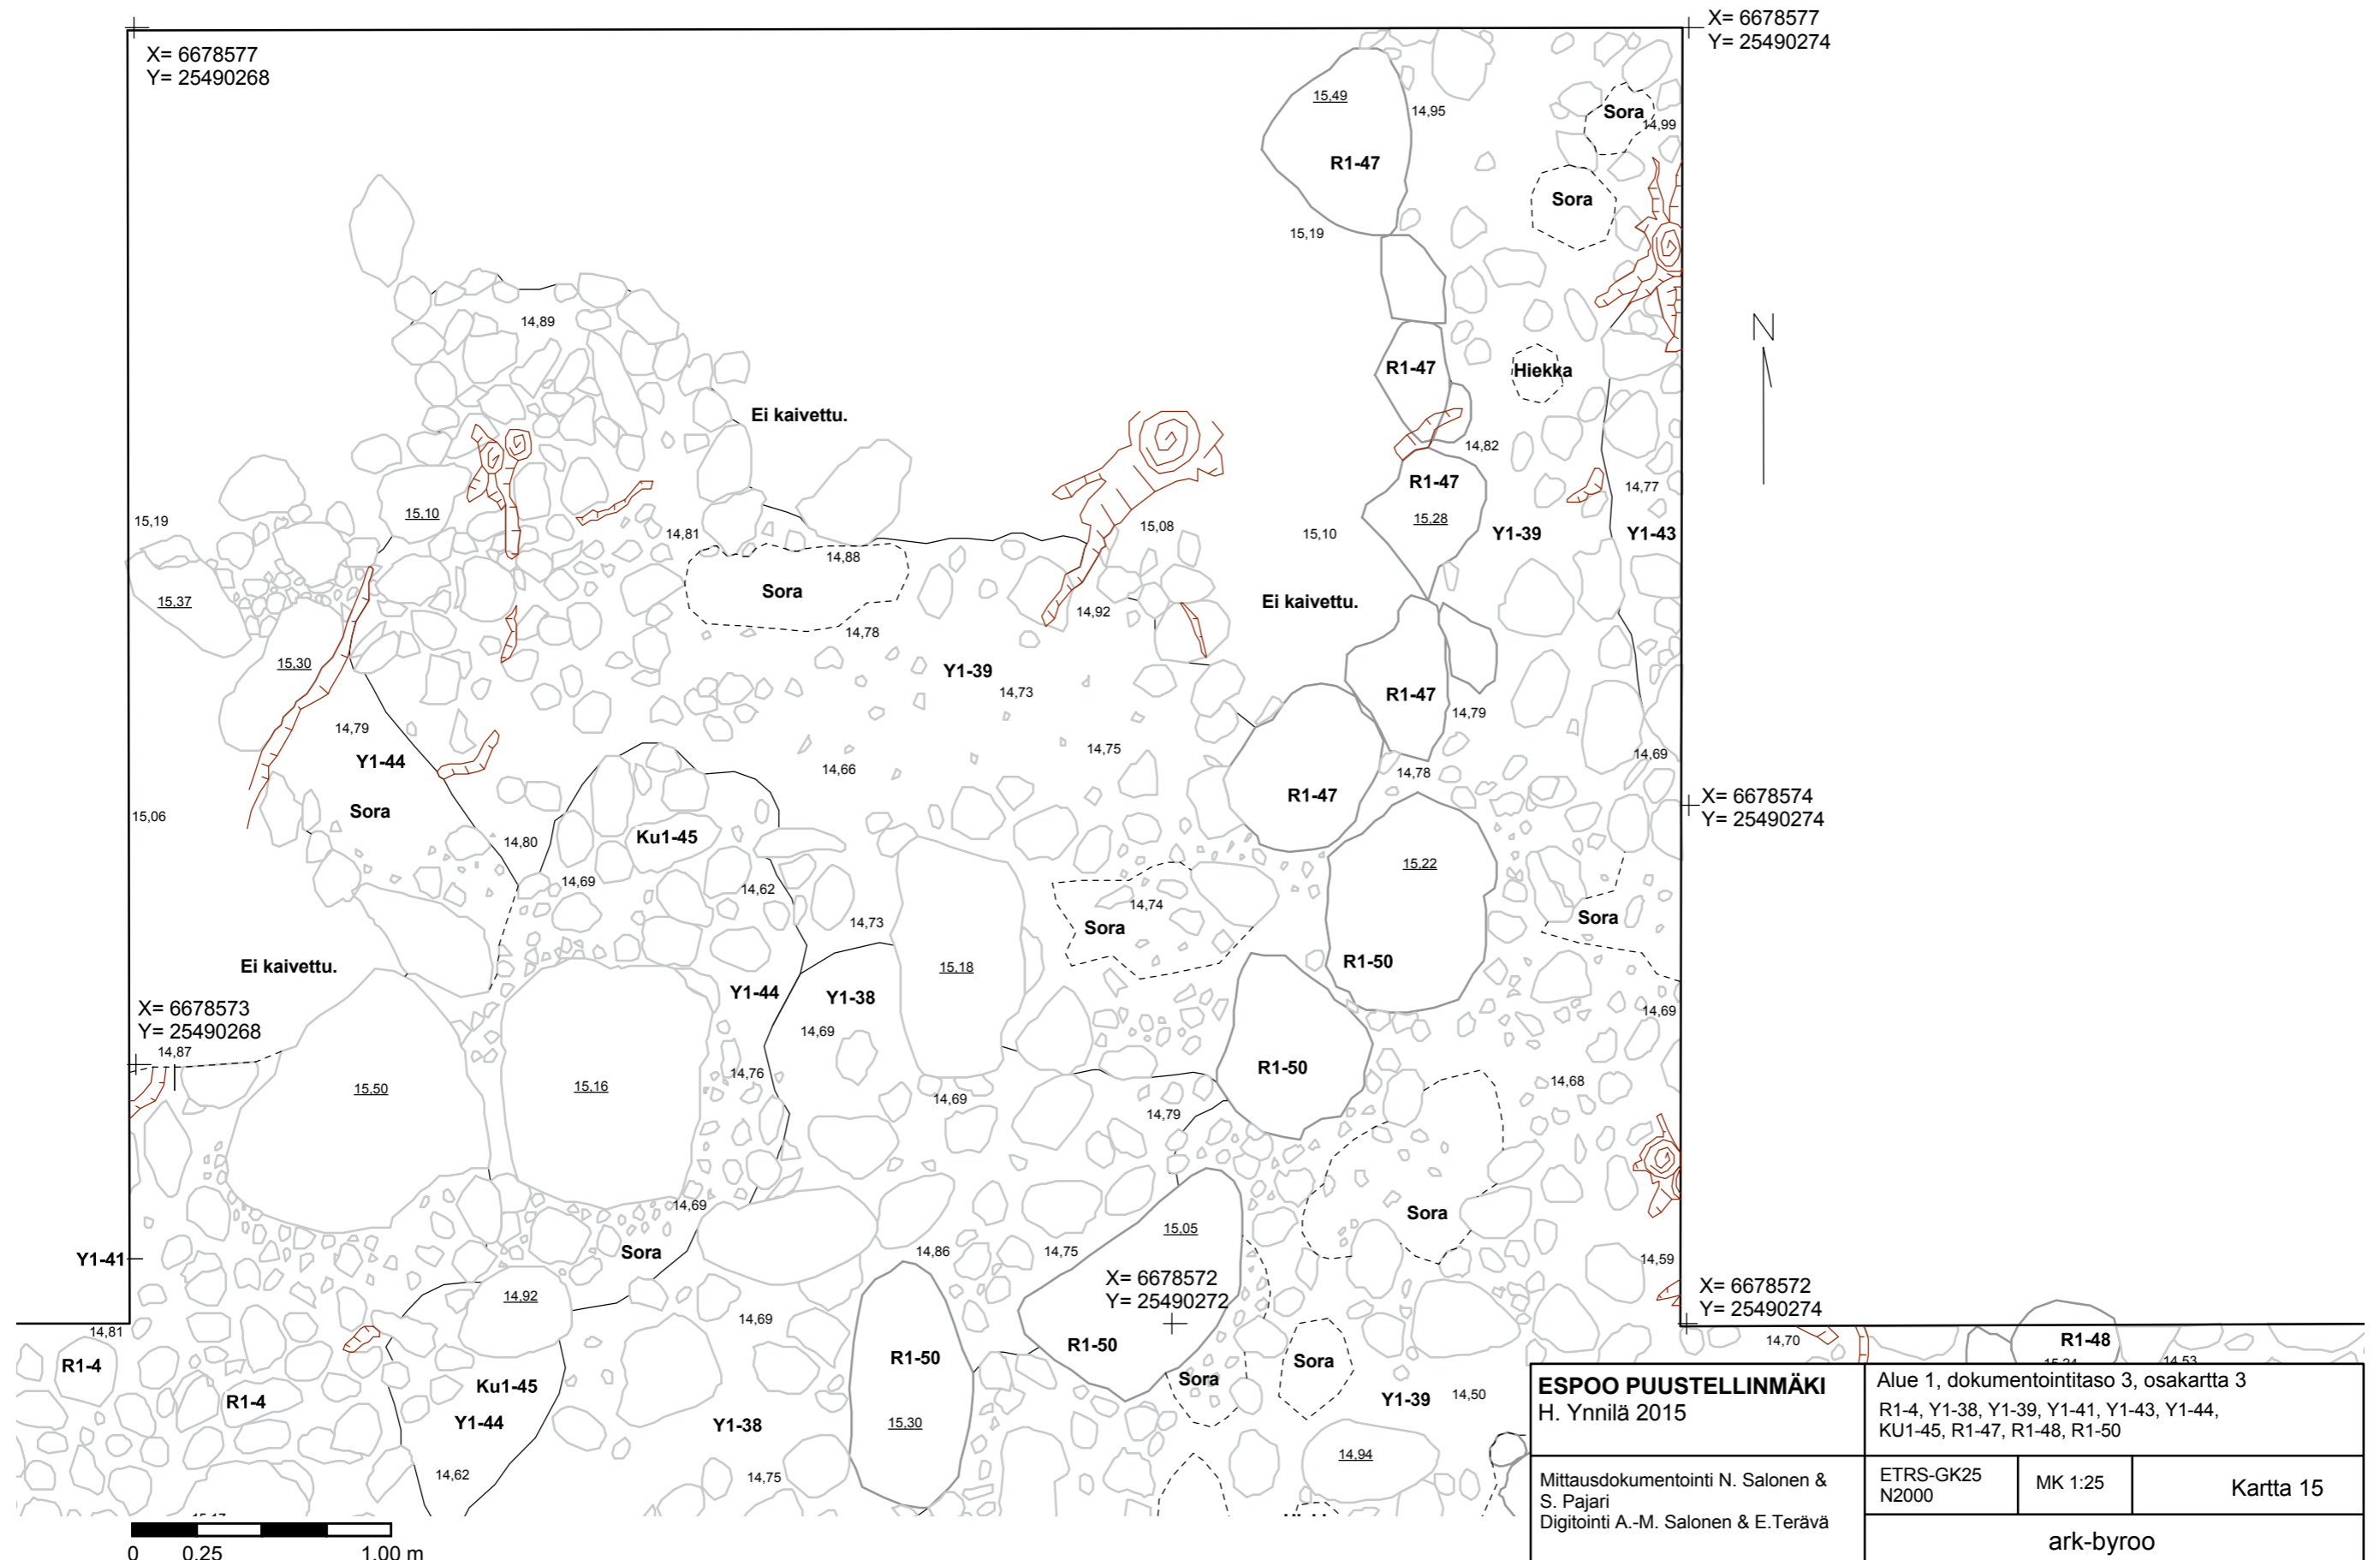 X= 6678577
Y= 25490274
X= 6678577
Y= 25490268
15,49
14,95
Sora
14,99
R1-47
Sora
15,19
14,89
N
R1-47
Hiekka
Ei kaivettu.
14,82
R1-47
14,77
15,10
15,28
15,19
14,81
15,08
15,10
Y1-39
Y1-43
14,88
Sora
15,37
14,92
Ei kaivettu.
14,78
15,30
Y1-39
14,73
R1-47
14,79
14,79
14,75
14,69
Y1-44
14,66
14,78
R1-47
X= 6678574
Y= 25490274
Sora
15,06
Ku1-45
14,80
15,22
14,69
14,62
14,74
14,73
Sora
Sora
Ei kaivettu.
15,18
R1-50
Y1-44
Y1-38
X= 6678573
Y= 25490268
14,69
14,69
14,87
R1-50
15,50
15,16
14,76
14,68
14,69
14,79
14,69
Sora
15,05
Y1-41
Sora
14,86
14,75
14,59
X= 6678572
Y= 25490272
X= 6678572
Y= 25490274
14,92
14,69
14,81
R1-4
R1-50
R1-50
Sora
14,70
R1-48
14,53
Ku1-45
R1-4
Sora
Y1-39
14,50
Y1-44
Y1-38
15,30
14,62
14,75
14,94
ESPOO PUUSTELLINMÄKI
H. Ynnilä 2015
Alue 1, dokumentointitaso 3, osakartta 3
R1-4, Y1-38, Y1-39, Y1-41, Y1-43, Y1-44,
KU1-45, R1-47, R1-48, R1-50
Mittausdokumentointi N. Salonen &
S. Pajari
Digitointi A.-M. Salonen & E.Terävä
ETRS-GK25
N2000
MK 1:25
Kartta 15
ark-byroo
0 0,25 1,00 m